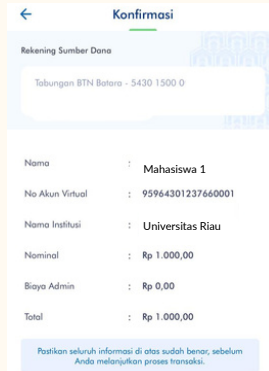 Konfirmasi
Rekening Sumber Dana
Tabungan BTN Batara - 5430 1500 0
Nama : Mahasiswa 1
No Akun Virtual : 95964301237660001
Nama Institusi : Universitas Riau
Nominal : Rp 1.000,00
Biaya Admin : Rp 0,00
Total : Rp 1.000,00
Pastikan seluruh informasi di atas sudah benar, sebelum
Anda melanjutkan proses transaksi.